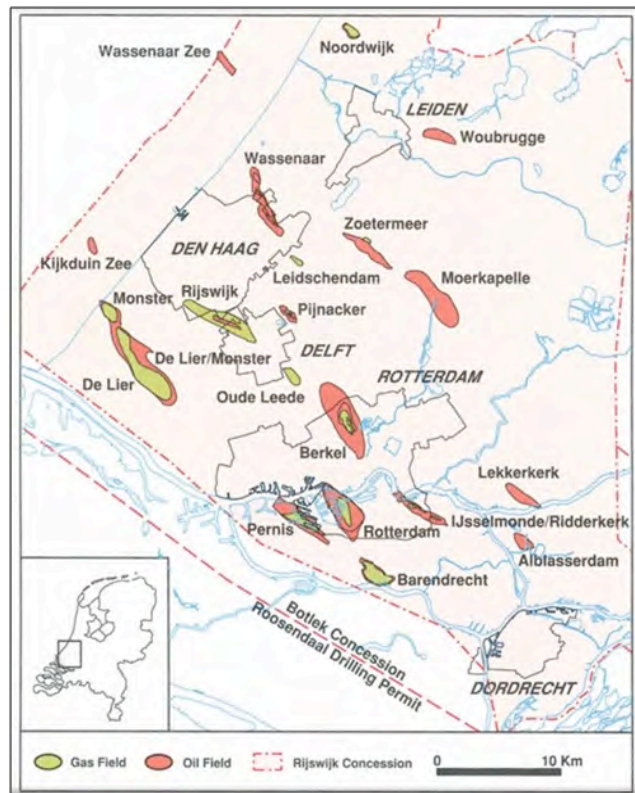 Noordwijk
Wassenaar Zee
LEIDEN
Woubrugge
Wassenaar
Zoetermeer
DEN HAAG
Kijkduin Zee
Leidschendam
Moerkapelle
Monster
Rijswijk
Pijnacker
De Lier/Monster
DELFT
De Lier
ROTTERDAM
Oude Leede
Berkel
Lekkerkerk
IJsselmonde/Ridderkerk
Pernis
Rotterdam
Alblasserdam
Barendrecht
Botlek Concession
Roosendaal Drilling Permit
DORDRECHT
Gas Field
Oil Field
Rijswijk Concession
0
10 Km